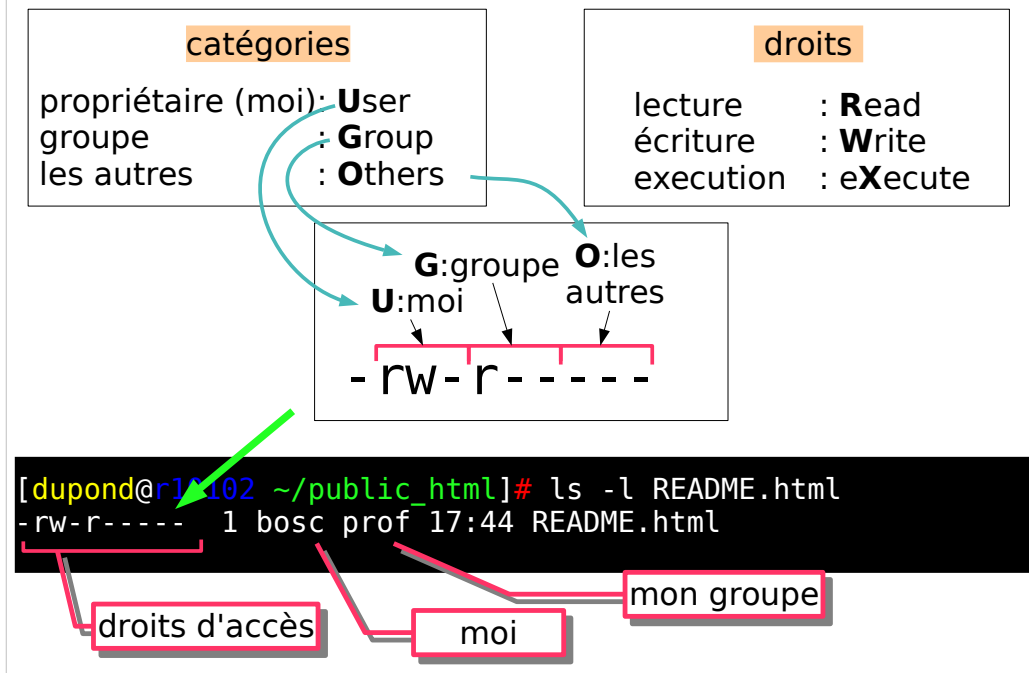 catégories
propriétaire (moi): User
groupe : Group
les autres : Others
droits
lecture : Read
écriture : Write
execution : eXecute
G:groupe
O:les
autres
U:moi
-rw-r-----
[dupond@ ~/public_html]# ls -l README.html
-rw-r----- 1 bosc prof 17:44 README.html
droits d'accès
moi
mon groupe